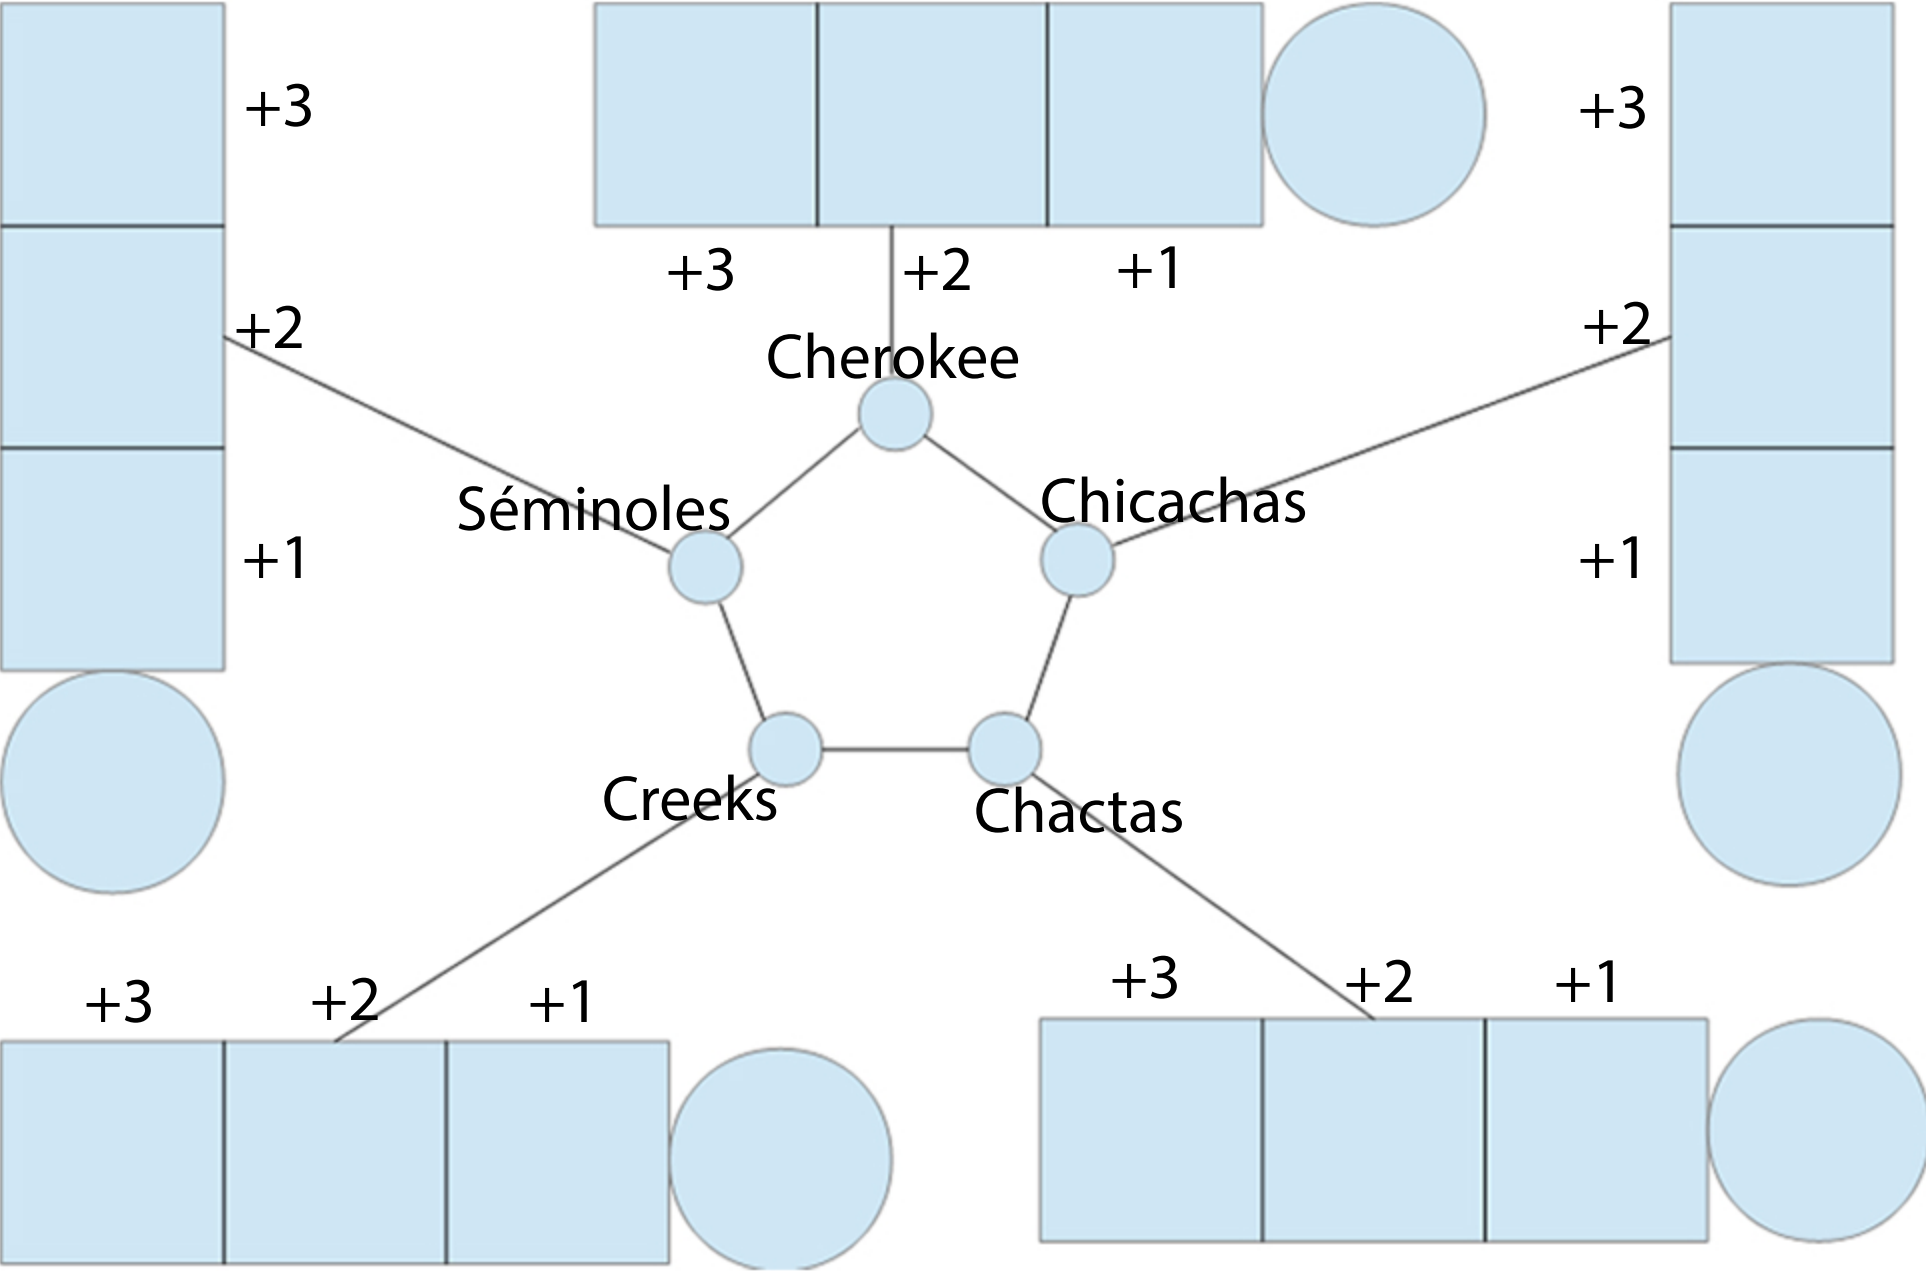 +3
+3
+3 +2 +1
+2
+2
Cherokee
Séminoles
Chicachas
+1
+1
Creeks
Chactas
+3 +2 +1
+3 +2 +1